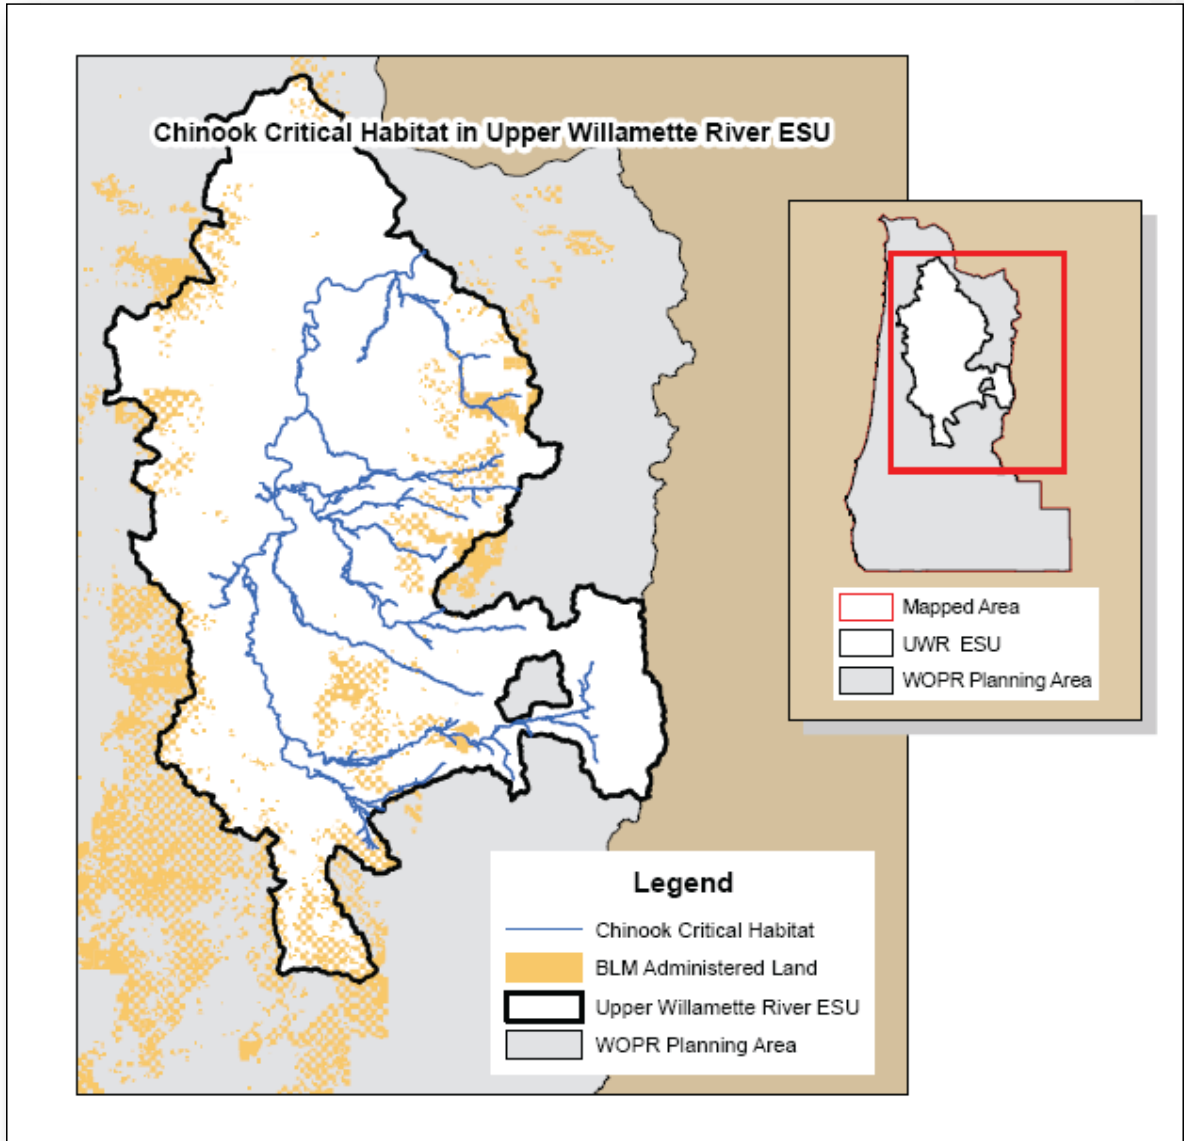 Chinook Critical Habitat in Upper Willamette River ESU
Mapped Area
UWR ESU
WOPR Planning Area
Legend
Chinook Critical Habitat
BLM Administered Land
Upper Willamette River ESU
WOPR Planning Area